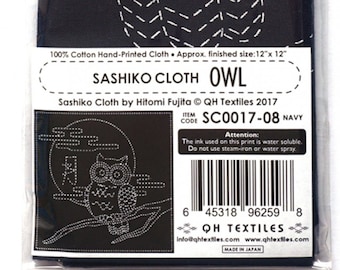 100% Cotton Hand-Printed Cloth • Approx. finished size:12"x 12"
SASHIKO CLOTH OWL
Sashiko Cloth by Hitomi Fujita © QH Textiles 2017
ITEM CODE SC0017-08 NAVY
Attention:
The ink used on this print is water soluble.
Do not use steam-iron or water spray.
6 45318 96259 8
QH TEXTILES
info@qhtextiles.com www.qhtextiles.com
MADE IN JAPAN